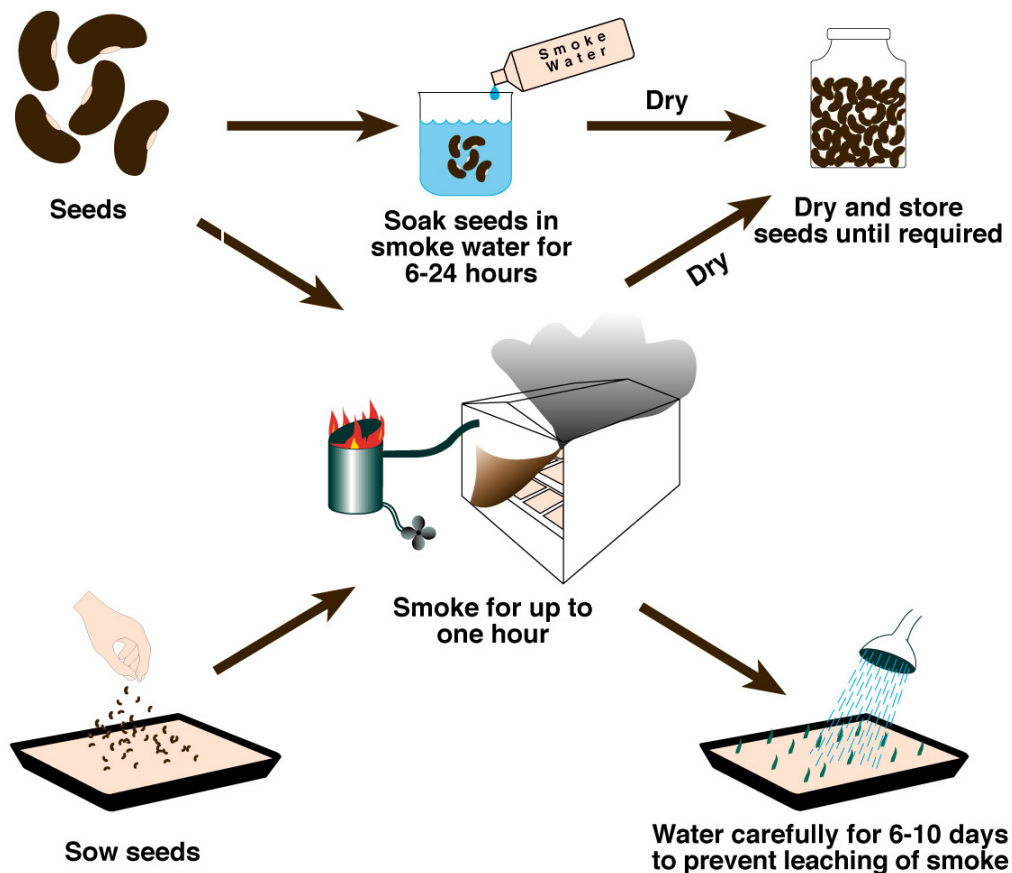 Smoke
Water
Dry
Seeds
Soak seeds in
smoke water for
6-24 hours
Dry and store
seeds until required
Dry
Smoke for up to
one hour
Sow seeds
Water carefully for 6-10 days
to prevent leaching of smoke